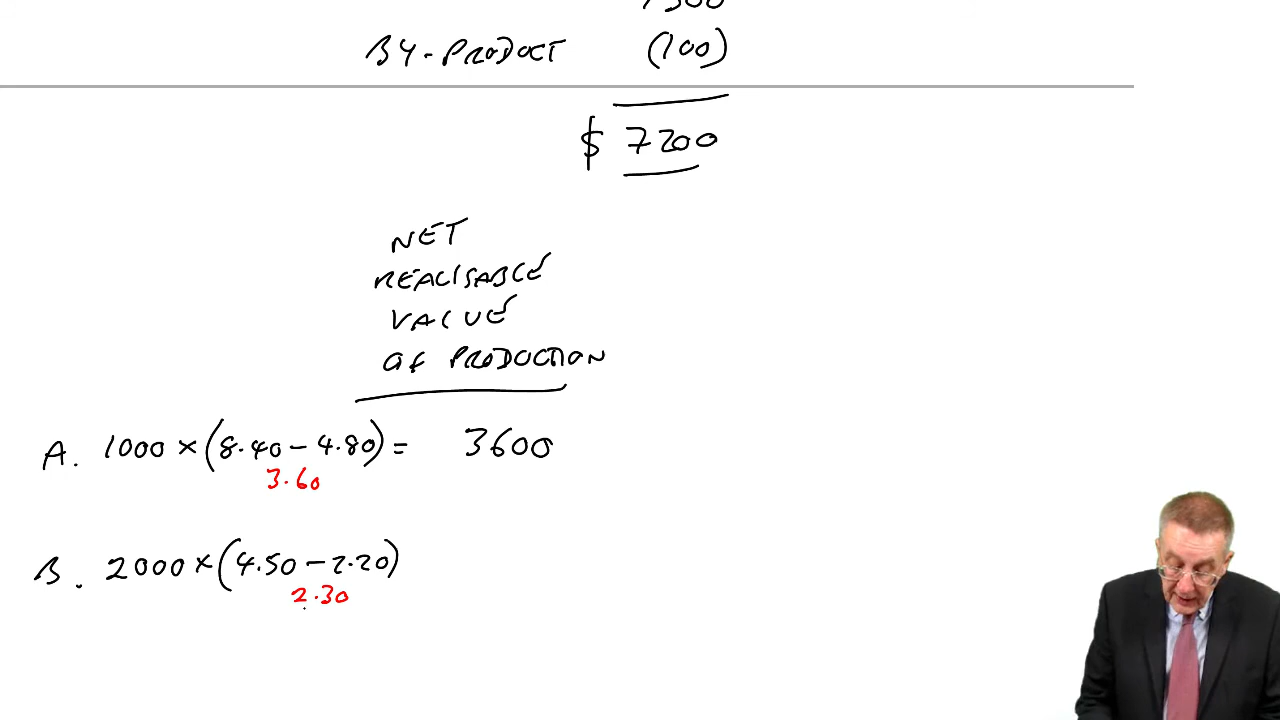 BY-PRODUCT (100)
$ 7200
NET
REALISABLE
VALUE
OF PRODUCTION
A. 1000 × (8.40 – 4.80) = 3600
3.60
B. 2000 × (4.50 – 2.20)
2.30